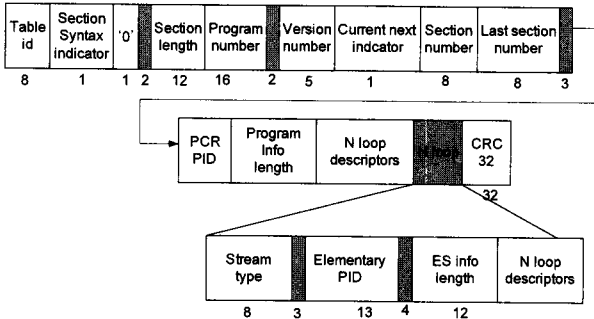 Table id
Section Syntax indicator
'0'
Section length
Program number
Version number
Current next indcator
Section number
Last section number
8
1
1
2
12
16
2
5
1
8
8
3
PCR PID
Program Info length
N loop descriptors
N loop
CRC 32
32
Stream type
Elementary PID
ES info length
N loop descriptors
8
3
13
4
12